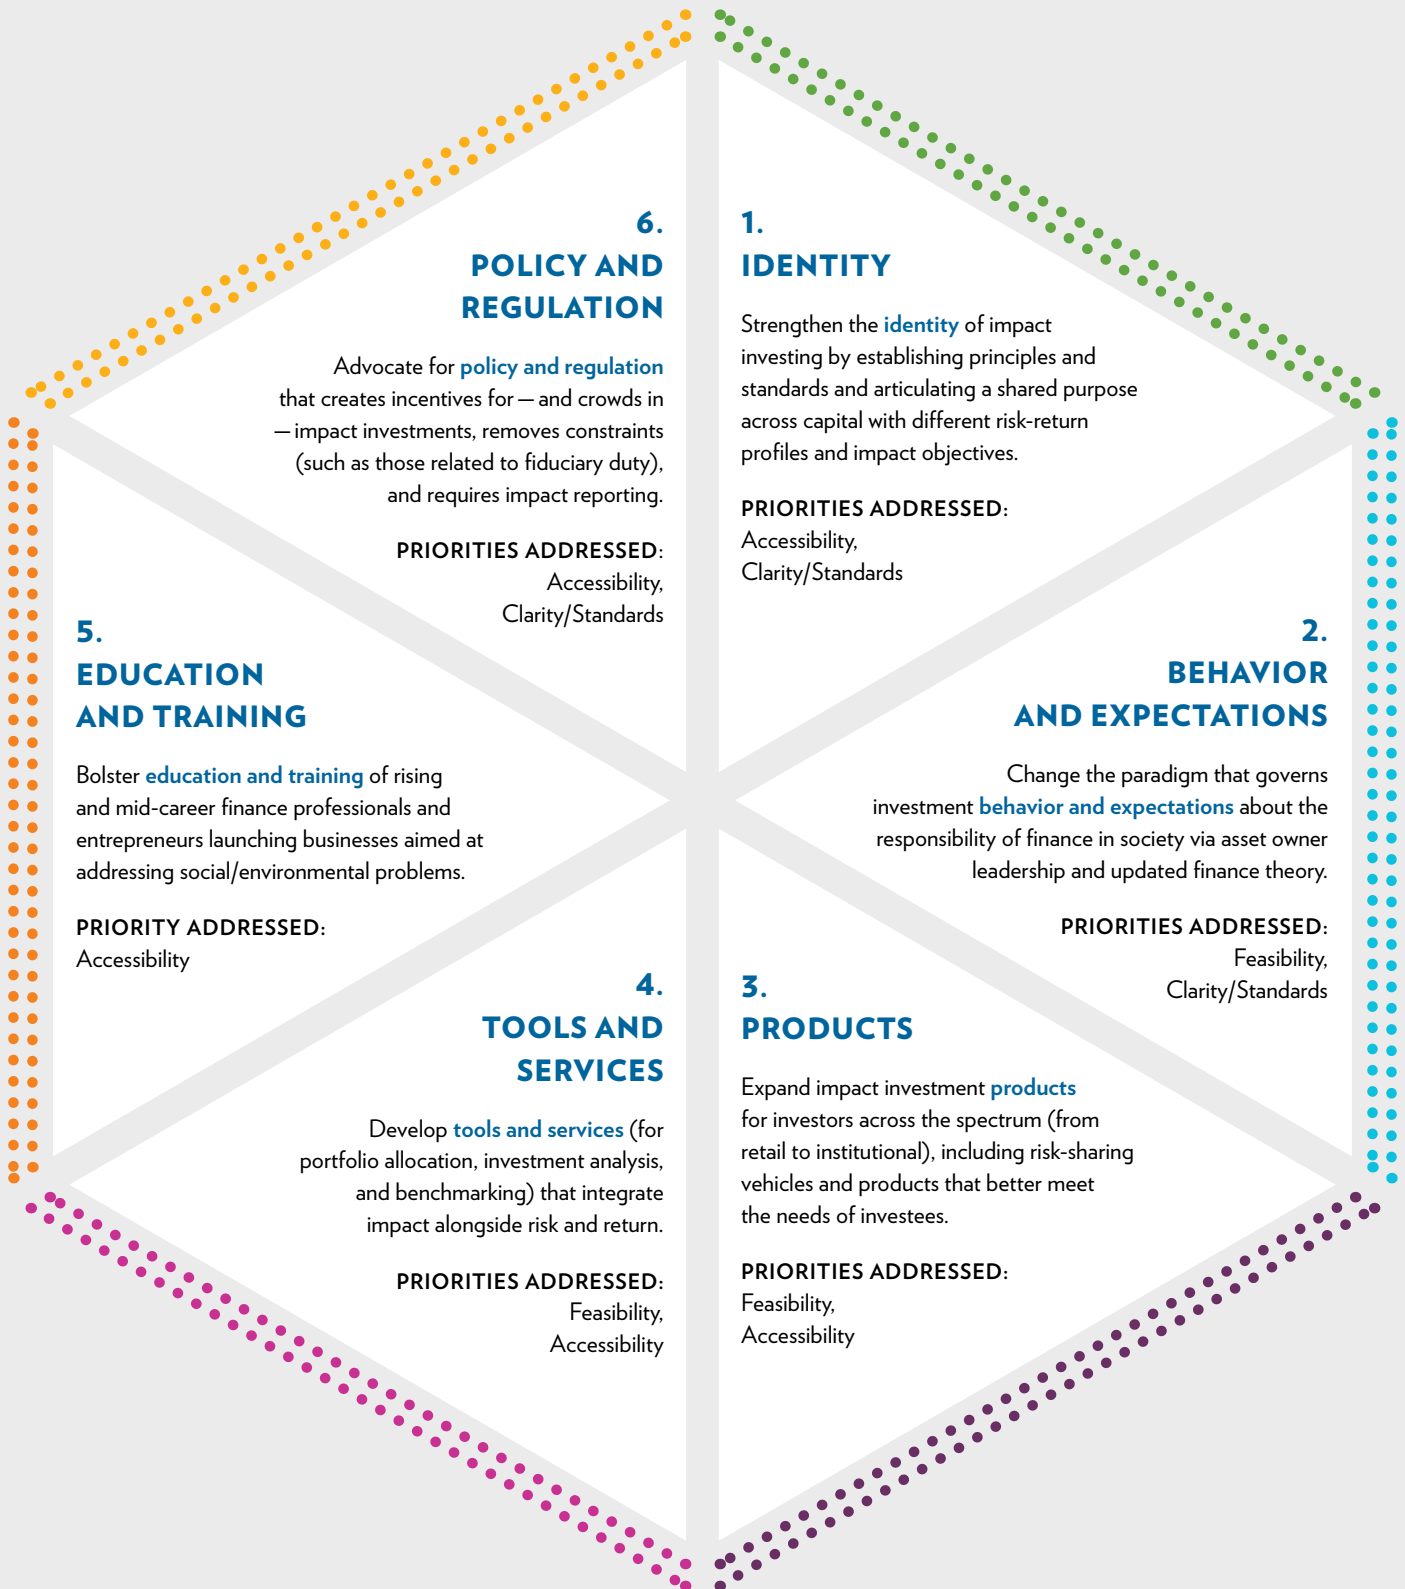 1.
IDENTITY
Strengthen the identity of impact
investing by establishing principles and
standards and articulating a shared purpose
across capital with different risk-return
profiles and impact objectives.
PRIORITIES ADDRESSED:
Accessibility,
Clarity/Standards
2.
BEHAVIOR
AND EXPECTATIONS
Change the paradigm that governs
investment behavior and expectations about the
responsibility of finance in society via asset owner
leadership and updated finance theory.
PRIORITIES ADDRESSED:
Feasibility,
Clarity/Standards
3.
PRODUCTS
Expand impact investment products
for investors across the spectrum (from
retail to institutional), including risk-sharing
vehicles and products that better meet
the needs of investees.
PRIORITIES ADDRESSED:
Feasibility,
Accessibility
4.
TOOLS AND
SERVICES
Develop tools and services (for
portfolio allocation, investment analysis,
and benchmarking) that integrate
impact alongside risk and return.
PRIORITIES ADDRESSED:
Feasibility,
Accessibility
5.
EDUCATION
AND TRAINING
Bolster education and training of rising
and mid-career finance professionals and
entrepreneurs launching businesses aimed at
addressing social/environmental problems.
PRIORITY ADDRESSED:
Accessibility
6.
POLICY AND
REGULATION
Advocate for policy and regulation
that creates incentives for — and crowds in
— impact investments, removes constraints
(such as those related to fiduciary duty),
and requires impact reporting.
PRIORITIES ADDRESSED:
Accessibility,
Clarity/Standards